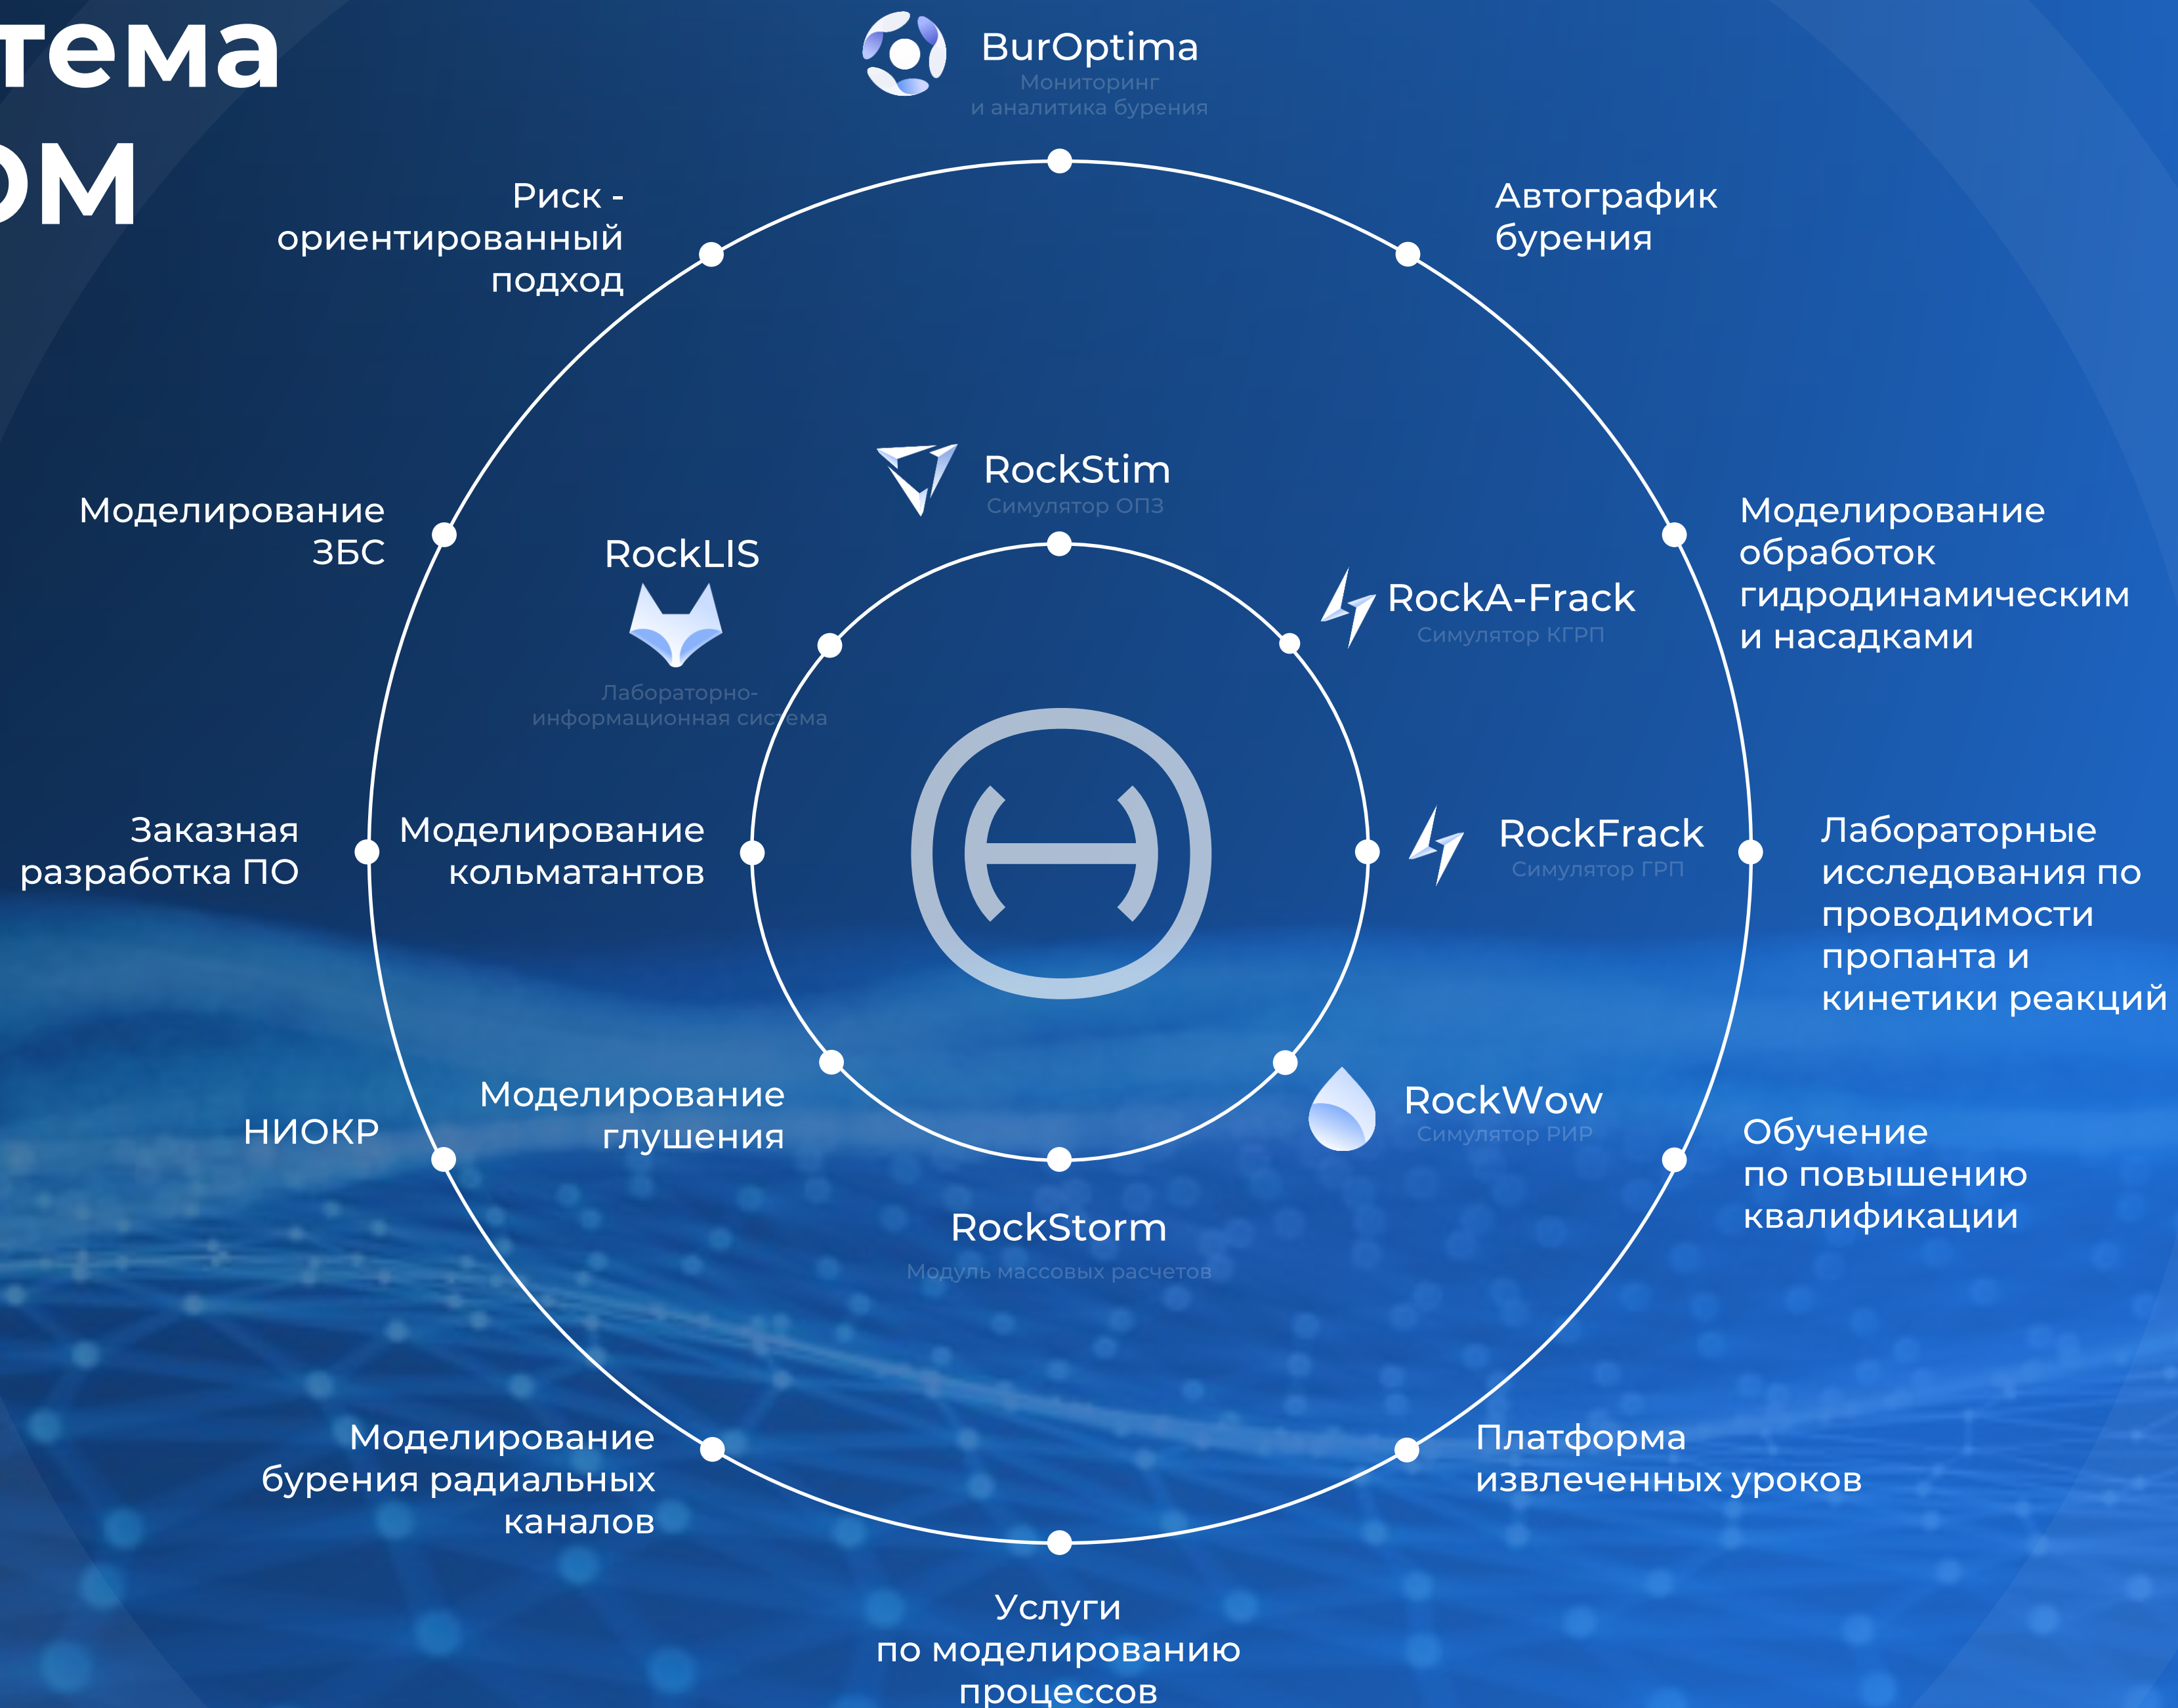 тема
ОМ
BurOptima
Мониторинг
и аналитика бурения
Риск -
ориентированный
подход
Автографик
бурения
RockStim
Симулятор ОПЗ
Моделирование
ЗБС
RockLIS
Лабораторно-
информационная система
RockA-Frack
Симулятор КГРП
Моделирование
обработок
гидродинамическим
и насадками
Заказная
разработка ПО
Моделирование
кольматантов
RockFrack
Симулятор ГРП
Лабораторные
исследования по
проводимости
пропанта и
кинетики реакций
НИОКР
Моделирование
глушения
RockWow
Симулятор РИР
Обучение
по повышению
квалификации
RockStorm
Модуль массовых расчетов
Моделирование
бурения радиальных
каналов
Платформа
извлеченных уроков
Услуги
по моделированию
процессов